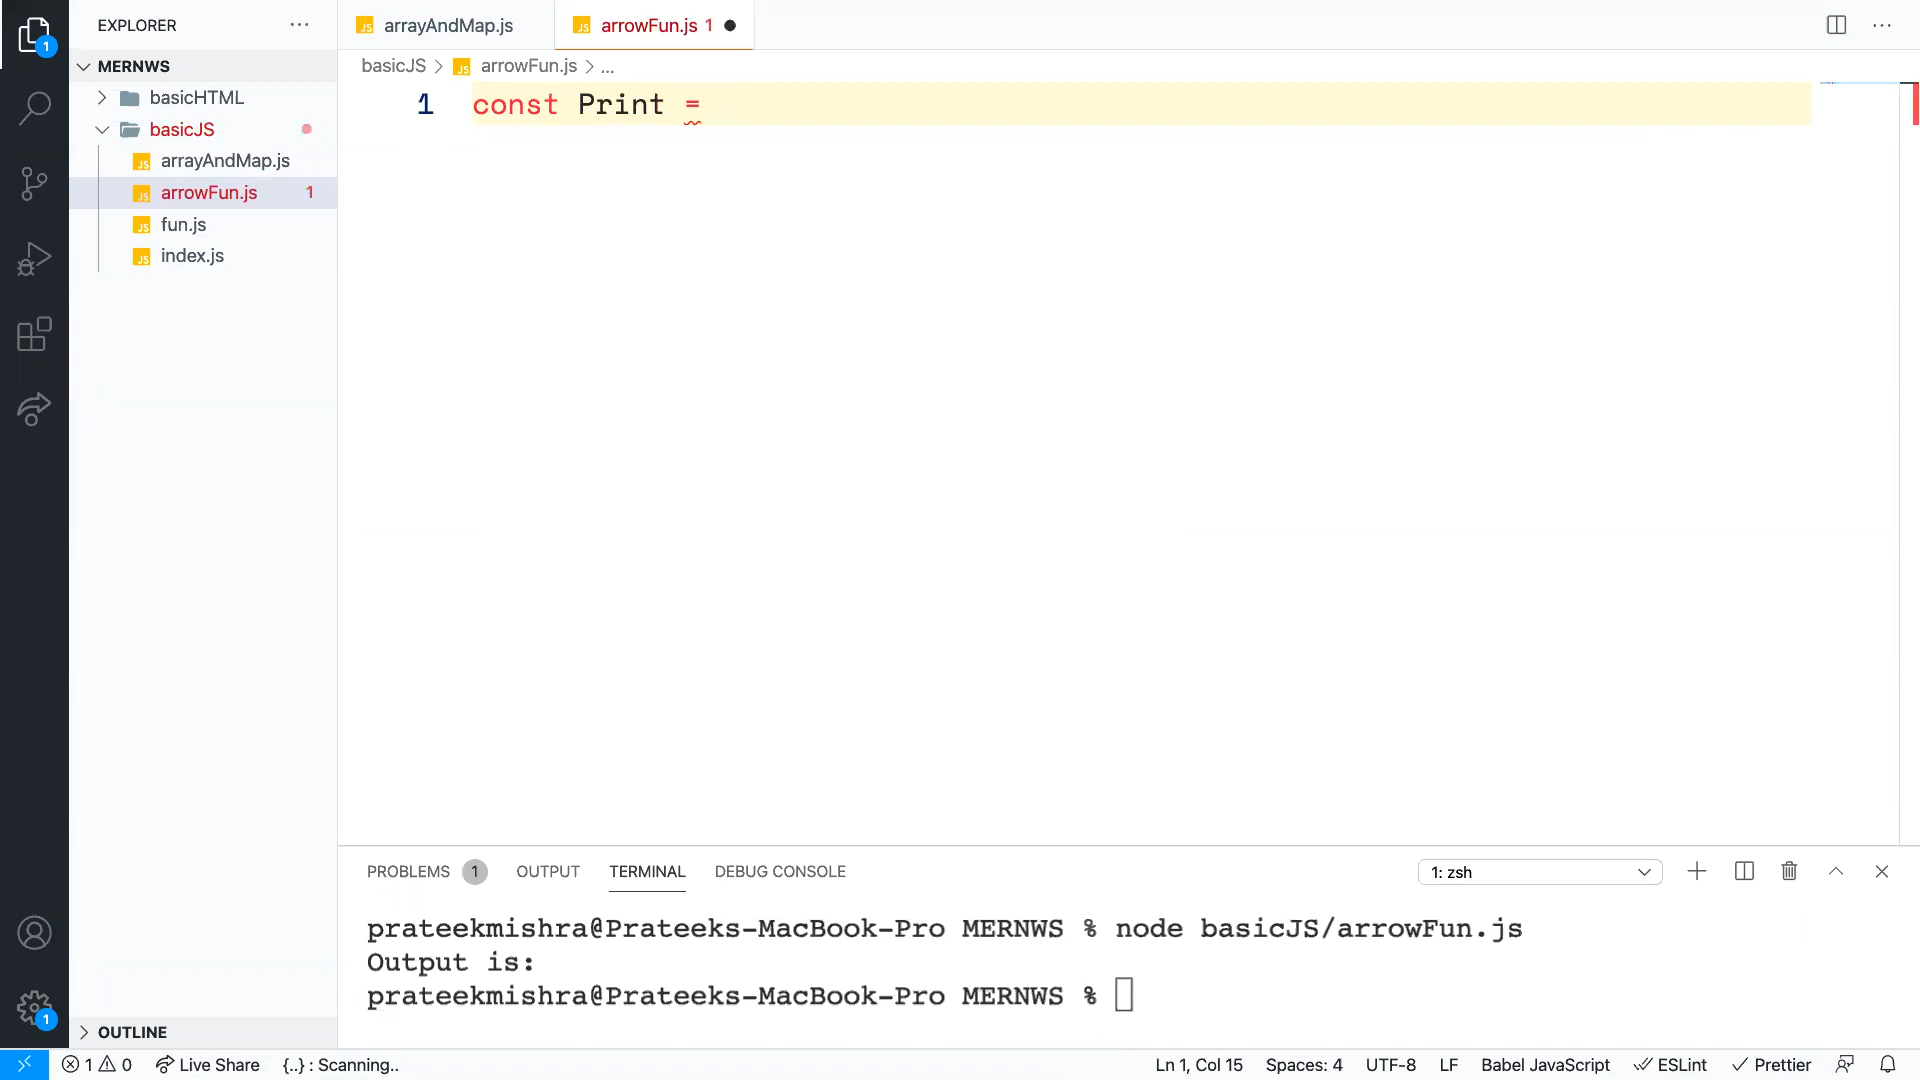 EXPLORER
MERNWS
basicHTML
basicJS
arrayAndMap.js
arrowFun.js 1
fun.js
index.js
OUTLINE
arrayAndMap.js
arrowFun.js 1
basicJS > arrowFun.js > ...
1 const Print =
PROBLEMS 1 OUTPUT TERMINAL DEBUG CONSOLE
1: zsh
prateekmishra@Prateeks-MacBook-Pro MERNWS % node basicJS/arrowFun.js
Output is:
prateekmishra@Prateeks-MacBook-Pro MERNWS %
1
1
1 0 Live Share {..} : Scanning.. Ln 1, Col 15 Spaces: 4 UTF-8 LF Babel JavaScript ESLint Prettier